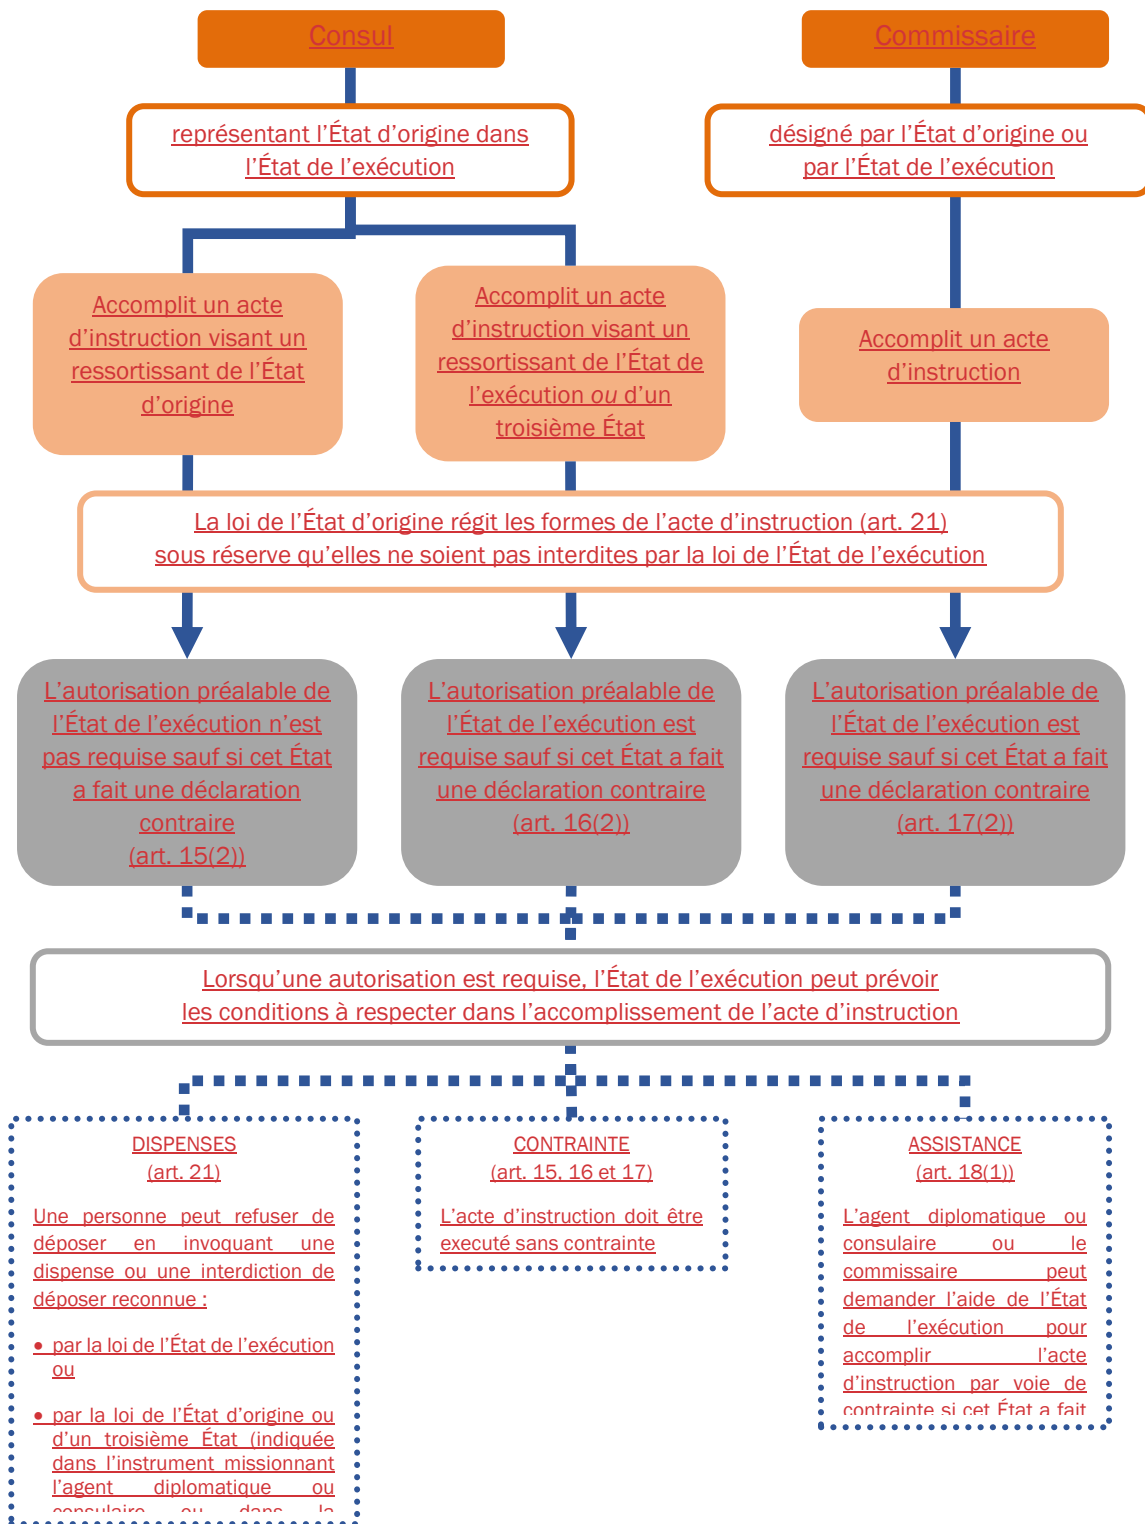 Consul
Commissaire
représentant l’État d’origine dans
l’État de l’exécution
désigné par l’État d’origine ou
par l’État de l’exécution
Accomplit un acte
d’instruction visant un
ressortissant de l’État
d’origine
Accomplit un acte
d’instruction visant un
ressortissant de l’État de
l’exécution ou d’un
troisième État
Accomplit un acte
d’instruction
La loi de l’État d’origine régit les formes de l’acte d’instruction (art. 21)
sous réserve qu’elles ne soient pas interdites par la loi de l’État de l’exécution
L’autorisation préalable de
l’État de l’exécution n’est
pas requise sauf si cet État
a fait une déclaration
contraire
(art. 15(2))
L’autorisation préalable de
l’État de l’exécution est
requise sauf si cet État a fait
une déclaration contraire
(art. 16(2))
L’autorisation préalable de
l’État de l’exécution est
requise sauf si cet État a fait
une déclaration contraire
(art. 17(2))
Lorsqu’une autorisation est requise, l’État de l’exécution peut prévoir
les conditions à respecter dans l’accomplissement de l’acte d’instruction
DISPENSES
(art. 21)
Une personne peut refuser de
déposer en invoquant une
dispense ou une interdiction de
déposer reconnue :
• par la loi de l’État de l’exécution
ou
• par la loi de l’État d’origine ou
d’un troisième État (indiquée
dans l’instrument missionnant
l’agent diplomatique ou
consulaire ou dans la
CONTRAINTE
(art. 15, 16 et 17)
L’acte d’instruction doit être
executé sans contrainte
ASSISTANCE
(art. 18(1))
L’agent diplomatique ou
consulaire ou le
commissaire peut
demander l’aide de l’État
de l’exécution pour
accomplir l’acte
d’instruction par voie de
contrainte si cet État a fait